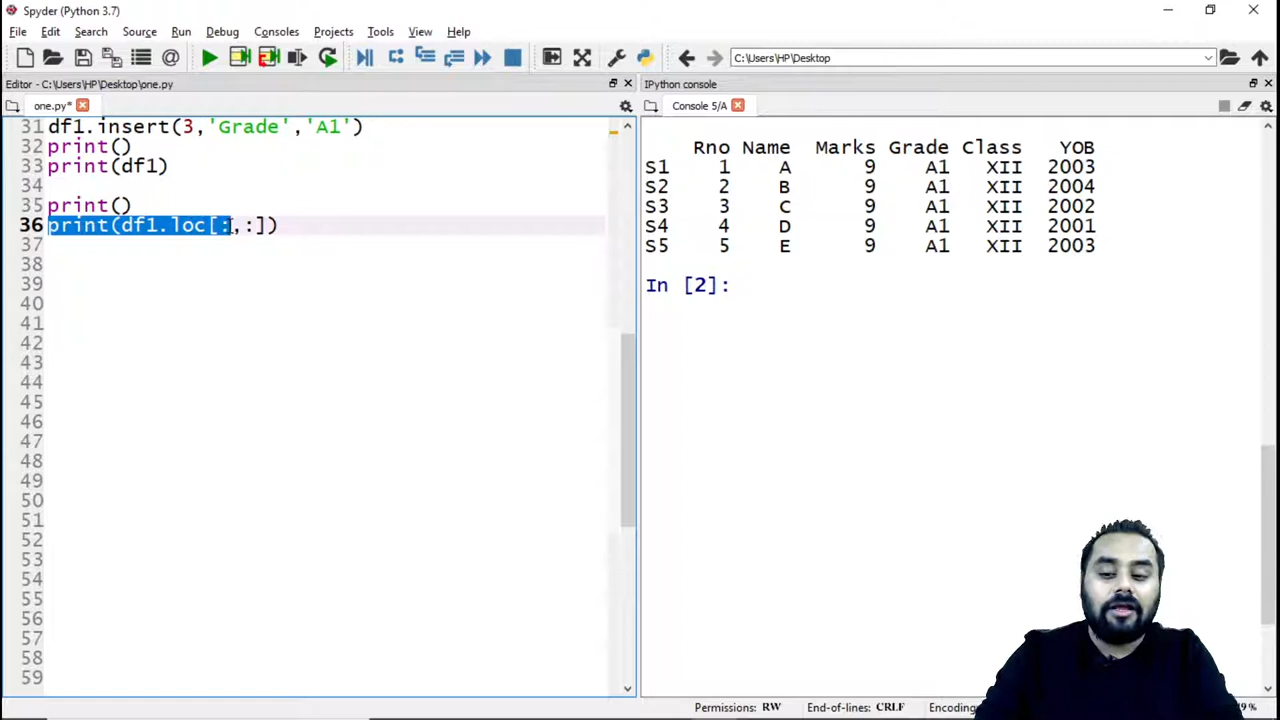 Spyder (Python 3.7)
File Edit Search Source Run Debug Consoles Projects Tools View Help
C:\Users\HP\Desktop
Editor - C:\Users\HP\Desktop\one.py
IPython console
one.py*
Console 5/A
31 df1.insert(3,'Grade','A1')
32 print()
33 print(df1)
34
35 print()
36 print(df1.loc[:,:])
37
38
39
40
41
42
43
44
45
46
47
48
49
50
51
52
53
54
55
56
57
58
59
Rno Name Marks Grade Class YOB
S1 1 A 9 A1 XII 2003
S2 2 B 9 A1 XII 2004
S3 3 C 9 A1 XII 2002
S4 4 D 9 A1 XII 2001
S5 5 E 9 A1 XII 2003
In [2]:
Permissions: RW End-of-lines: CRLF